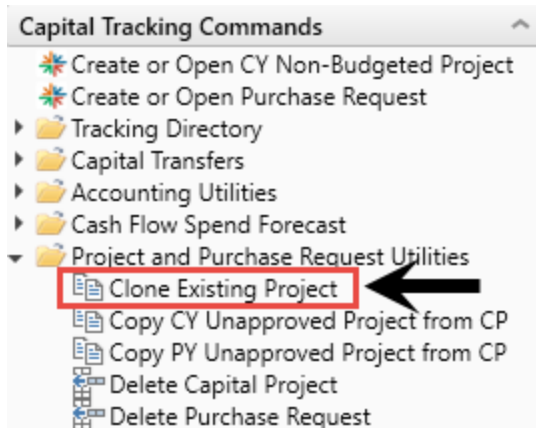 Capital Tracking Commands
Create or Open CY Non-Budgeted Project
Create or Open Purchase Request
Tracking Directory
Capital Transfers
Accounting Utilities
Cash Flow Spend Forecast
Project and Purchase Request Utilities
Clone Existing Project
Copy CY Unapproved Project from CP
Copy PY Unapproved Project from CP
Delete Capital Project
Delete Purchase Request